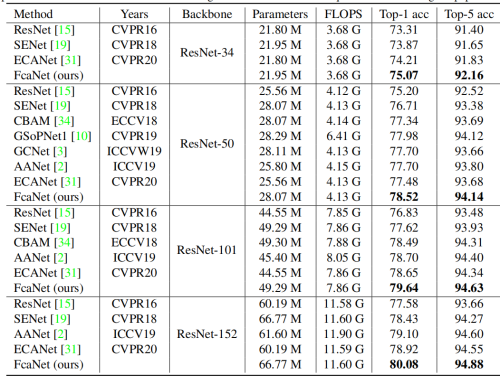 Method Years Backbone Parameters FLOPS Top-1 acc Top-5 acc
ResNet [15] CVPR16 21.80 M 3.68 G 73.31 91.40
SENet [19] CVPR18 21.95 M 3.68 G 73.87 91.65
ECANet [31] CVPR20 21.80 M 3.68 G 74.21 91.83
FcaNet (ours) 21.95 M 3.68 G 75.07 92.16
ResNet-34
ResNet [15] CVPR16 25.56 M 4.12 G 75.20 92.52
SENet [19] CVPR18 28.07 M 4.13 G 76.71 93.38
CBAM [34] ECCV18 28.07 M 4.14 G 77.34 93.69
GSoPNet1 [10] CVPR19 28.29 M 6.41 G 77.98 94.12
GCNet [3] ICCVW19 28.11 M 4.13 G 77.70 93.66
AANet [2] ICCV19 25.80 M 4.15 G 77.70 93.80
ECANet [31] CVPR20 25.56 M 4.13 G 77.48 93.68
FcaNet (ours) 28.07 M 4.13 G 78.52 94.14
ResNet-50
ResNet [15] CVPR16 44.55 M 7.85 G 76.83 93.48
SENet [19] CVPR18 49.29 M 7.86 G 77.62 93.93
CBAM [34] ECCV18 49.30 M 7.88 G 78.49 94.31
AANet [2] ICCV19 45.40 M 8.05 G 78.70 94.40
ECANet [31] CVPR20 44.55 M 7.86 G 78.65 94.34
FcaNet (ours) 49.29 M 7.86 G 79.64 94.63
ResNet-101
ResNet [15] CVPR16 60.19 M 11.58 G 77.58 93.66
SENet [19] CVPR18 66.77 M 11.60 G 78.43 94.27
AANet [2] ICCV19 61.60 M 11.90 G 79.10 94.60
ECANet [31] CVPR20 60.19 M 11.59 G 78.92 94.55
FcaNet (ours) 66.77 M 11.60 G 80.08 94.88
ResNet-152